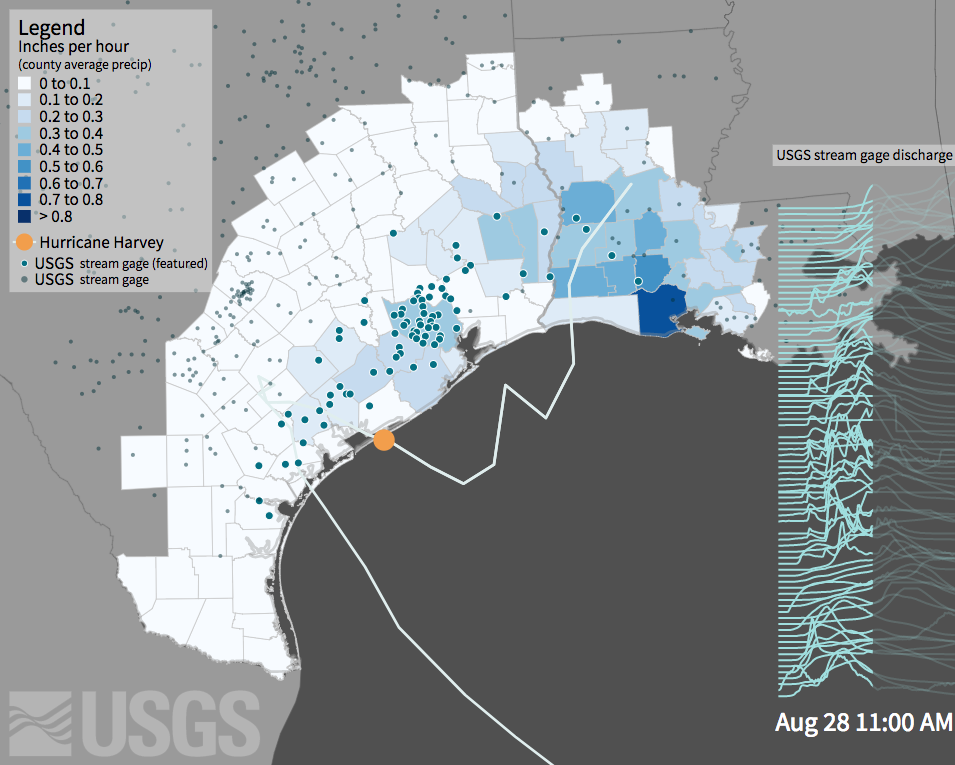 Legend
Inches per hour
(county average precip)
0 to 0.1
0.1 to 0.2
0.2 to 0.3
0.3 to 0.4
0.4 to 0.5
0.5 to 0.6
0.6 to 0.7
0.7 to 0.8
> 0.8
Hurricane Harvey
USGS stream gage (featured)
USGS stream gage
USGS stream gage discharge
USGS
Aug 28 11:00 AM